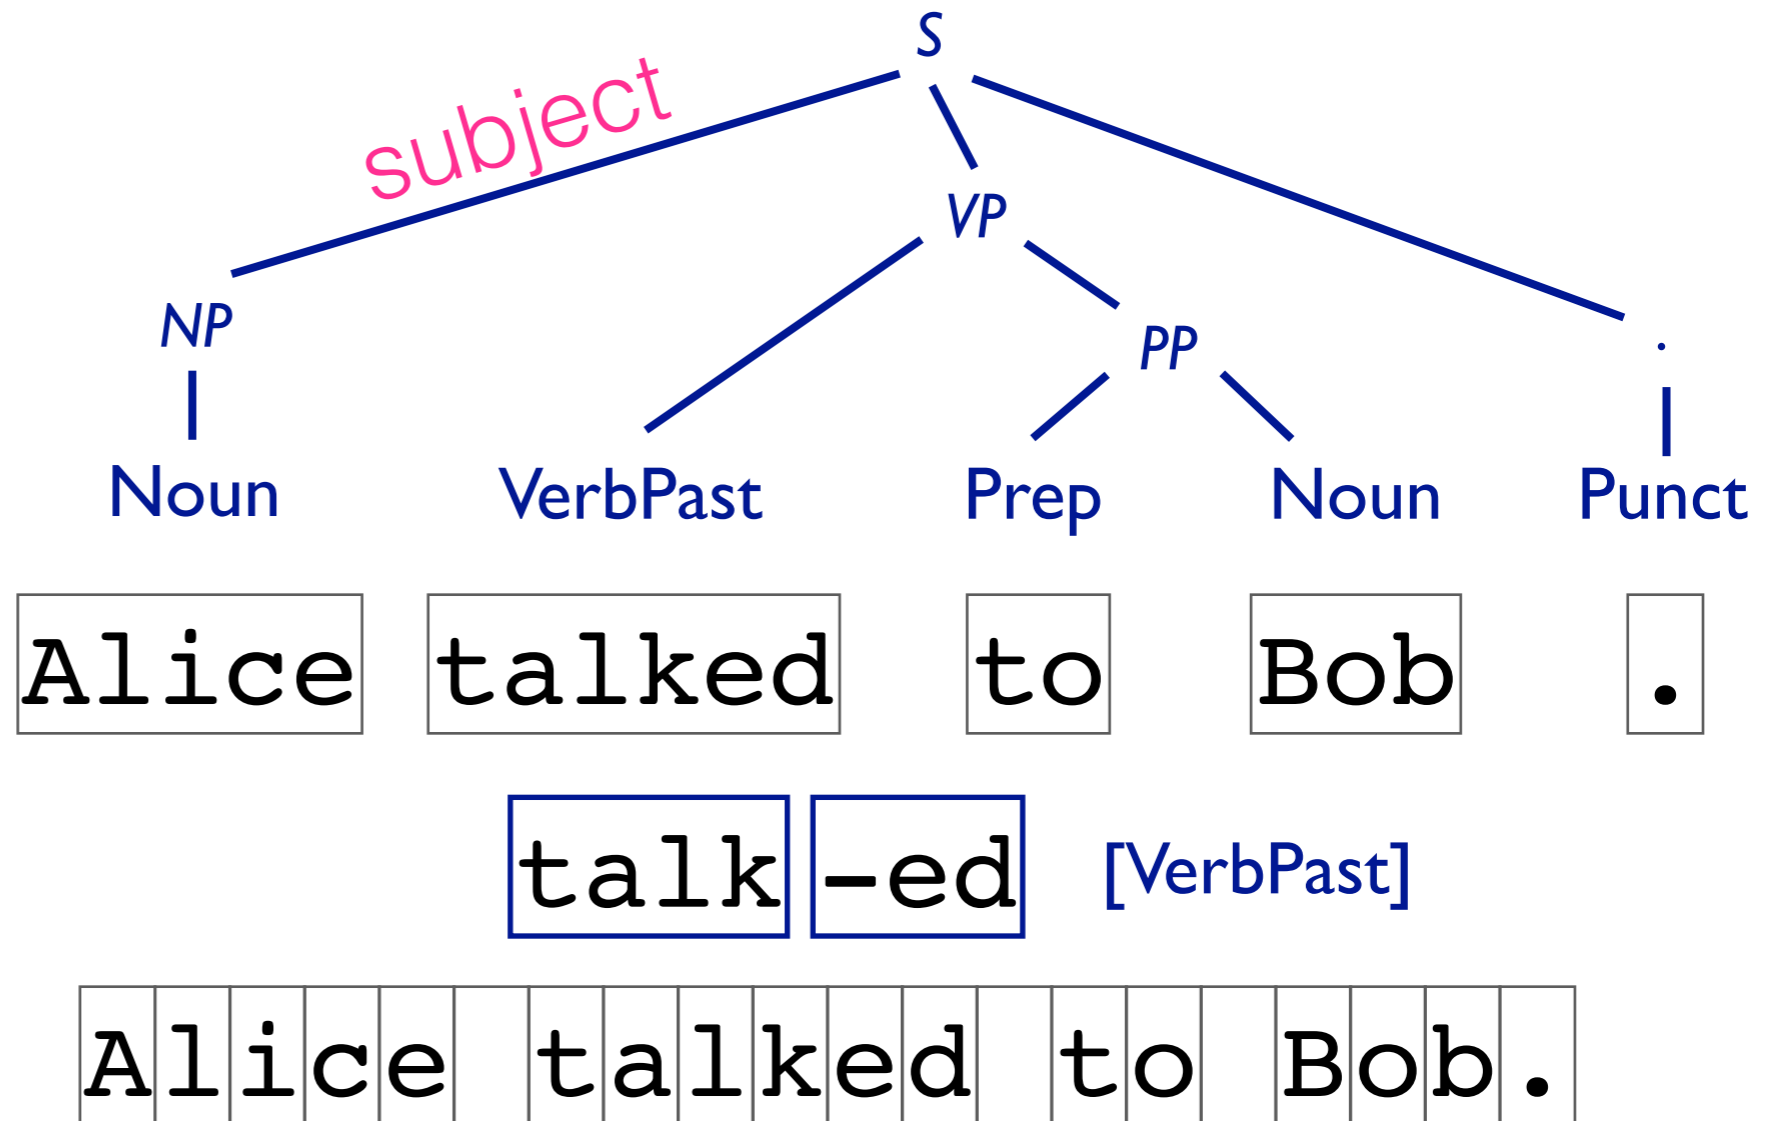 S
subject
VP
NP
PP
.
Noun VerbPast Prep Noun Punct
Alice talked to Bob .
talk -ed [VerbPast]
Alice talked to Bob.